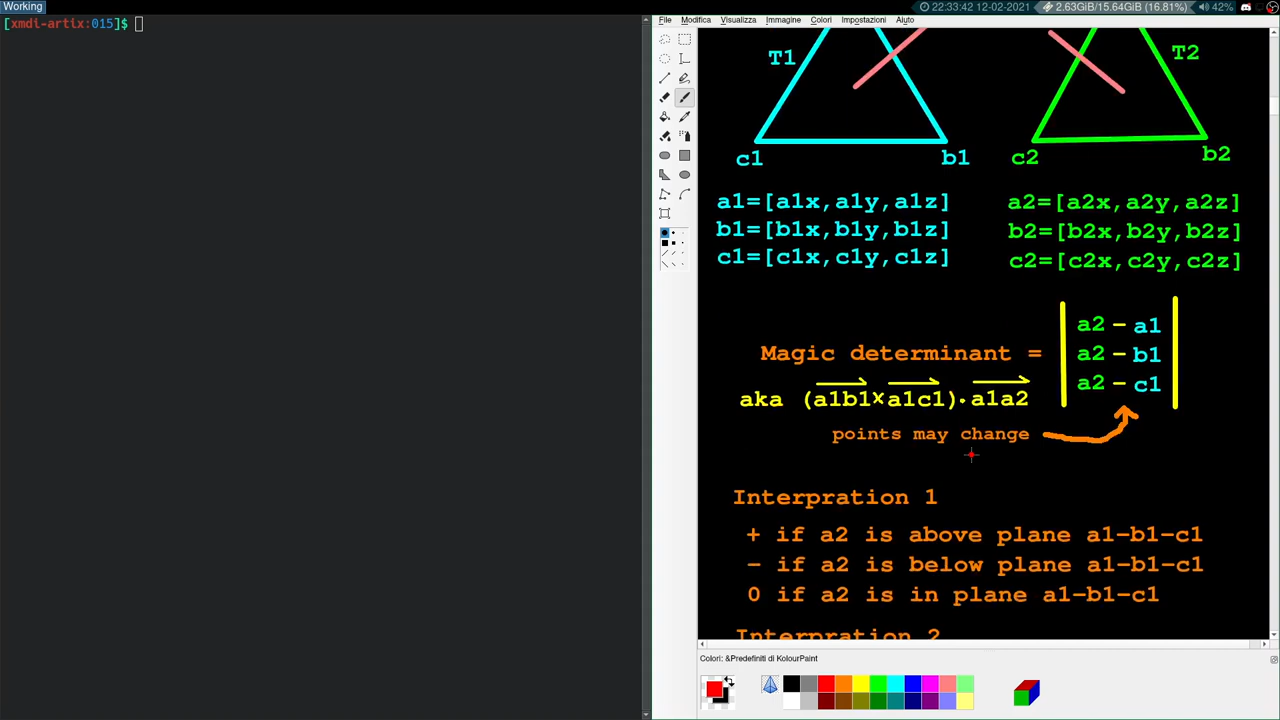 Working
22:33:42 12-02-2021
2.63GiB/15.64GiB (16.81%)
42%
[xmdi-artix:015]$
File Modifica Visualizza Immagine Colori Impostazioni Aiuto
T1
T2
c1
b1
c2
b2
a1=[a1x,a1y,a1z]
b1=[b1x,b1y,b1z]
c1=[c1x,c1y,c1z]
a2=[a2x,a2y,a2z]
b2=[b2x,b2y,b2z]
c2=[c2x,c2y,c2z]
Magic determinant =
a2 - a1
a2 - b1
a2 - c1
aka (a1b1×a1c1)·a1a2
points may change
Interpration 1
+ if a2 is above plane a1-b1-c1
- if a2 is below plane a1-b1-c1
0 if a2 is in plane a1-b1-c1
Interpration 2
Colori: &Predefiniti di KolourPaint